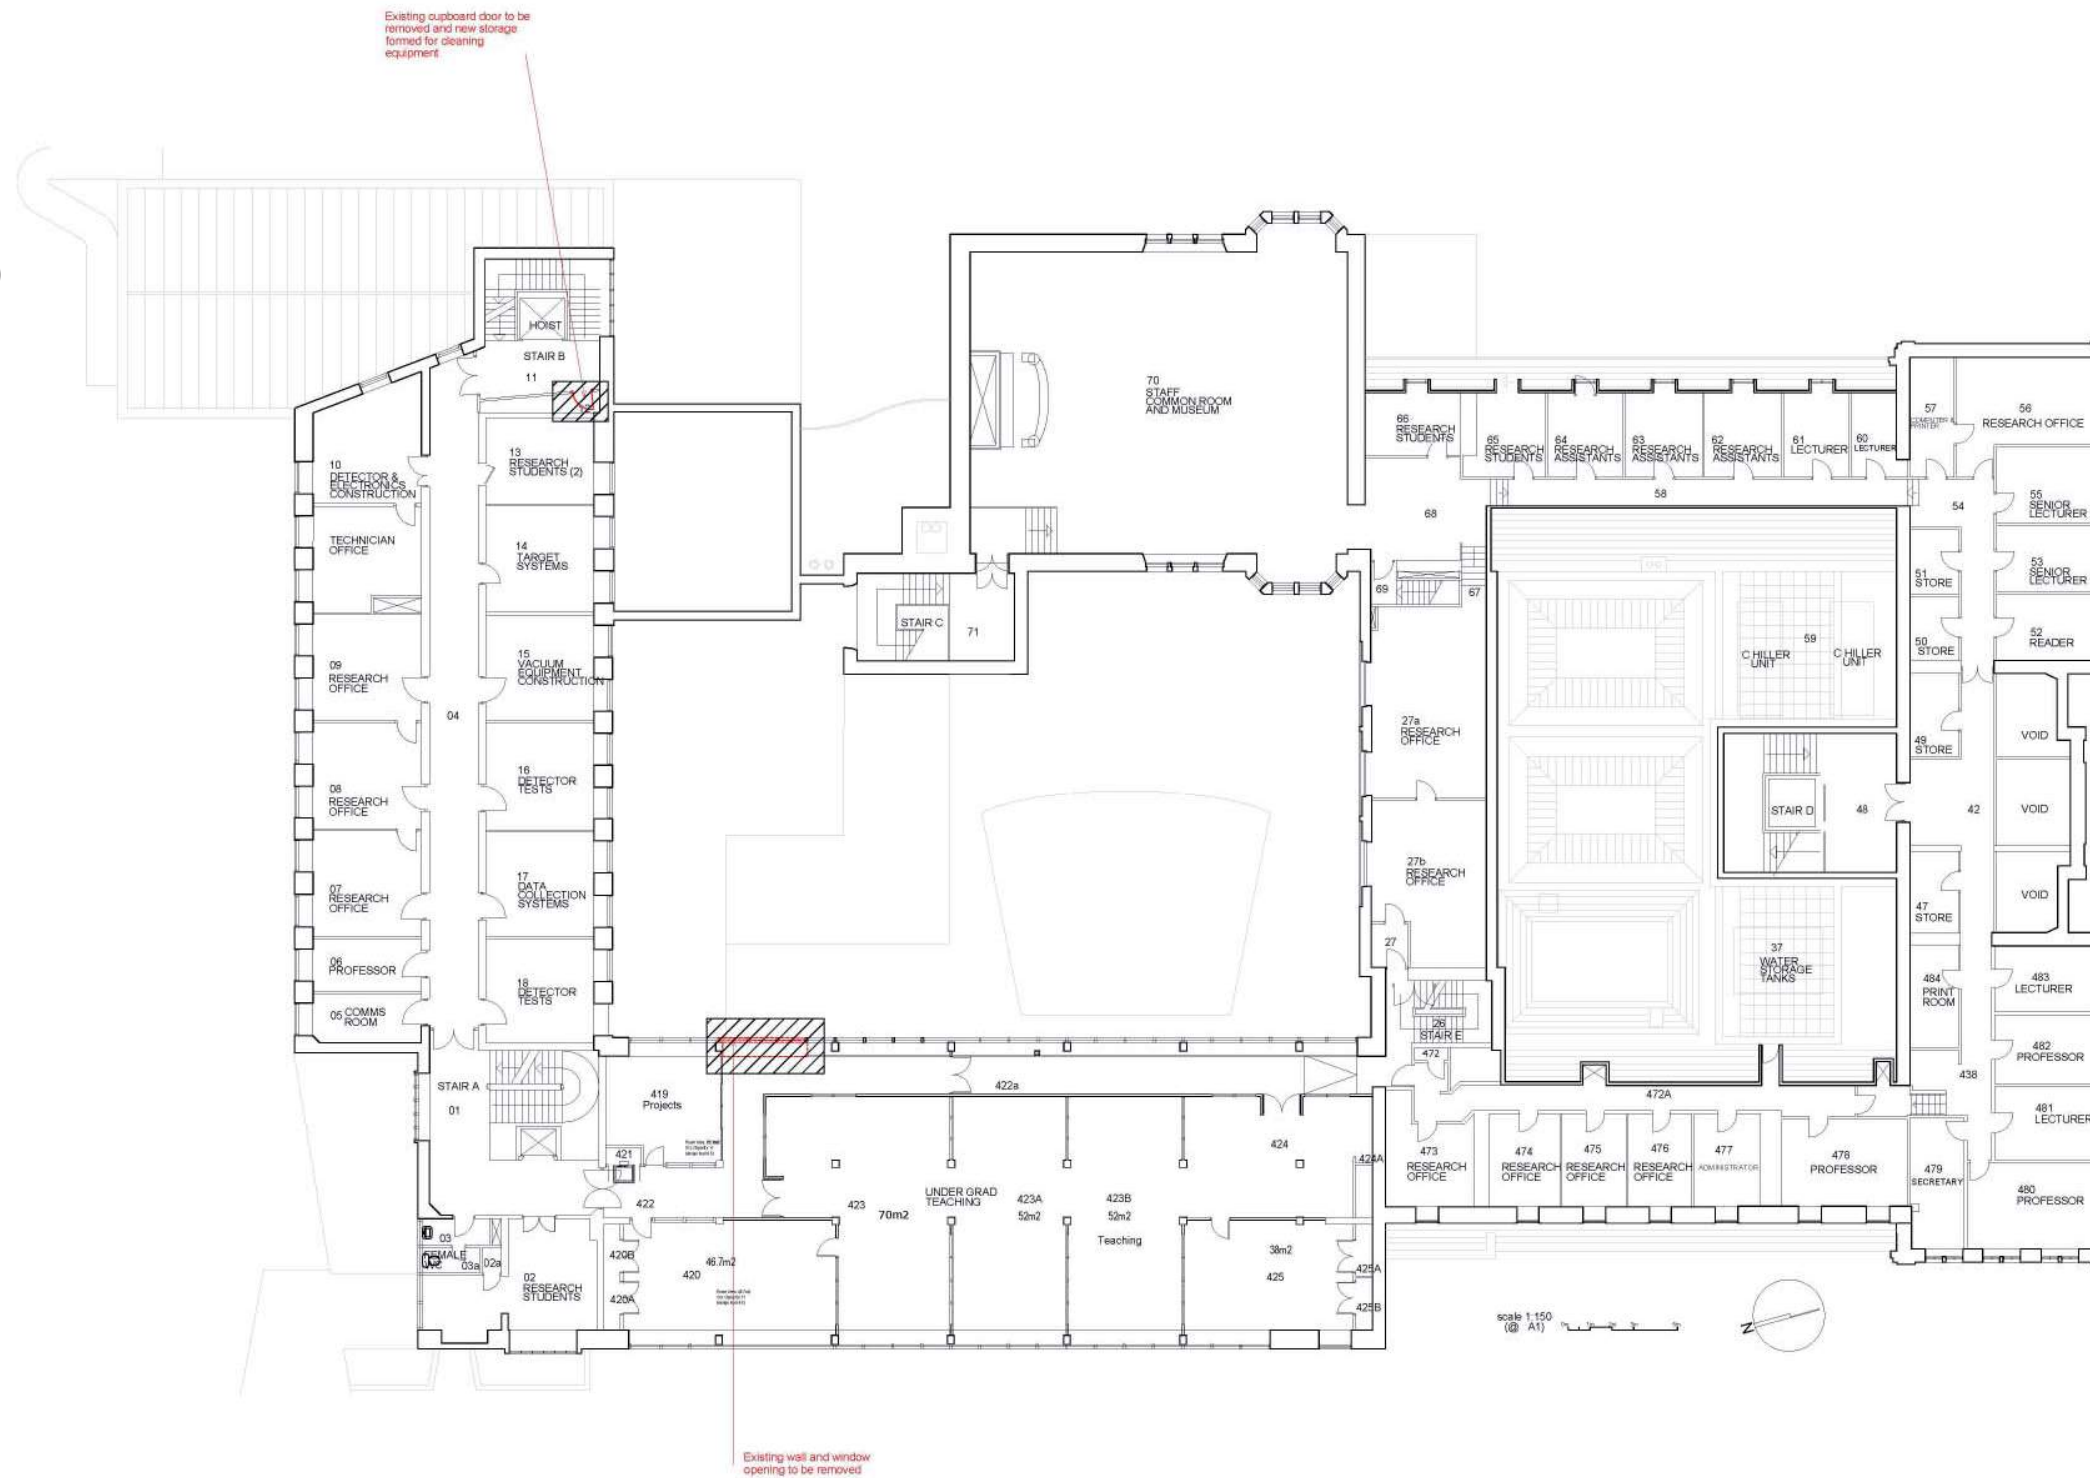 Existing cupboard door to be
removed and new storage
formed for cleaning
equipment
HOIST
STAIR B
11
10
DETECTOR &
ELECTRONICS
CONSTRUCTION
13
RESEARCH
STUDENTS (2)
TECHNICIAN
OFFICE
14
TARGET
SYSTEMS
09
RESEARCH
OFFICE
15
VACUUM
EQUIPMENT
CONSTRUCTION
04
08
RESEARCH
OFFICE
16
DETECTOR
TESTS
07
RESEARCH
OFFICE
17
DATA
COLLECTION
SYSTEMS
06
PROFESSOR
18
DETECTOR
TESTS
05 COMMS
ROOM
STAIR A
01
03
FEMALE
WC
03a
02a
02
RESEARCH
STUDENTS
70
STAFF
COMMON ROOM
AND MUSEUM
STAIR C
71
66
RESEARCH
STUDENTS
65
RESEARCH
STUDENTS
64
RESEARCH
ASSISTANTS
63
RESEARCH
ASSISTANTS
62
RESEARCH
ASSISTANTS
61
LECTURER
60
LECTURER
57
COMPUTER &
PRINTER
56
RESEARCH OFFICE
68
58
54
55
SENIOR
LECTURER
69
67
51
STORE
53
SENIOR
LECTURER
50
STORE
52
READER
59
CHILLER
UNIT
CHILLER
UNIT
27a
RESEARCH
OFFICE
49
STORE
VOID
STAIR D
48
42
VOID
27b
RESEARCH
OFFICE
VOID
47
STORE
27
37
WATER
STORAGE
TANKS
484
PRINT
ROOM
483
LECTURER
26
STAIR E
472
482
PROFESSOR
438
472A
481
LECTURER
419
Projects
422a
421
422
423
70m2
UNDER GRAD
TEACHING
423A
52m2
423B
52m2
Teaching
424
424A
473
RESEARCH
OFFICE
474
RESEARCH
OFFICE
475
RESEARCH
OFFICE
476
RESEARCH
OFFICE
477
ADMINISTRATOR
478
PROFESSOR
479
SECRETARY
480
PROFESSOR
420B
420A
46.7m2
420
38m2
425
425A
425B
scale 1:150
(@ A1)
N
Existing wall and window
opening to be removed